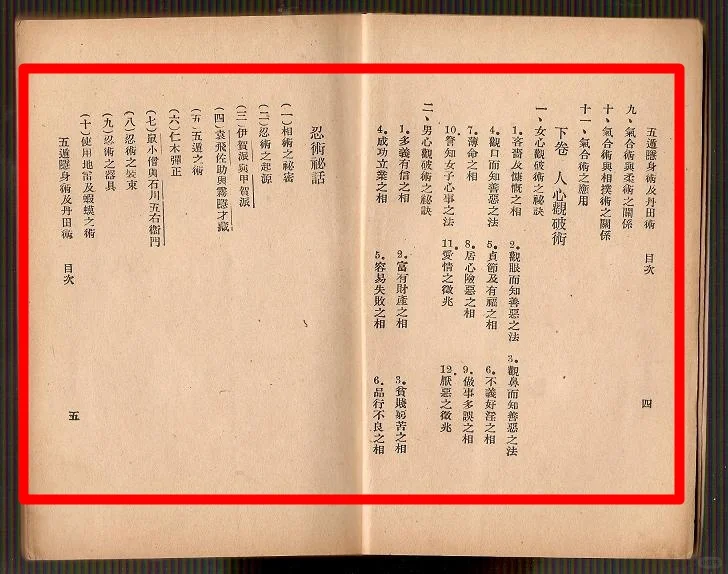 五遁隱身術及丹田術　目次
四
九、氣合術與柔術之關係
十、氣合術與相撲術之關係
十一、氣合術之應用
下卷　人心觀破術
一、女心觀破術之秘訣
1.吝嗇及慷慨之相　2.觀眼而知善惡之法　3.觀鼻而知善惡之法
4.觀口而知善惡之法　5.貞節及有福之相　6.不義好淫之相
7.薄命之相　8.居心險惡之相　9.做事多誤之相
10.警知女子心事之法　11.愛情之徵兆　12.厭惡之徵兆
二、男心觀破術之秘訣
1.多義有信之相　2.富有財產之相　3.貧賤窮苦之相
4.成功立業之相　5.容易失敗之相　6.品行不良之相
忍術祕話
(一)相術之秘密
(二)忍術之起源
(三)伊賀派與甲賀派
(四)袁飛佐助與霧隱才藏
(五)五遁之術
(六)仁木彈正
(七)鼠小僧與石川五右衞門
(八)忍術之裝束
(九)忍術之器具
(十)使用地雷及蝦蟆之術
五遁隱身術及丹田術　目次
五